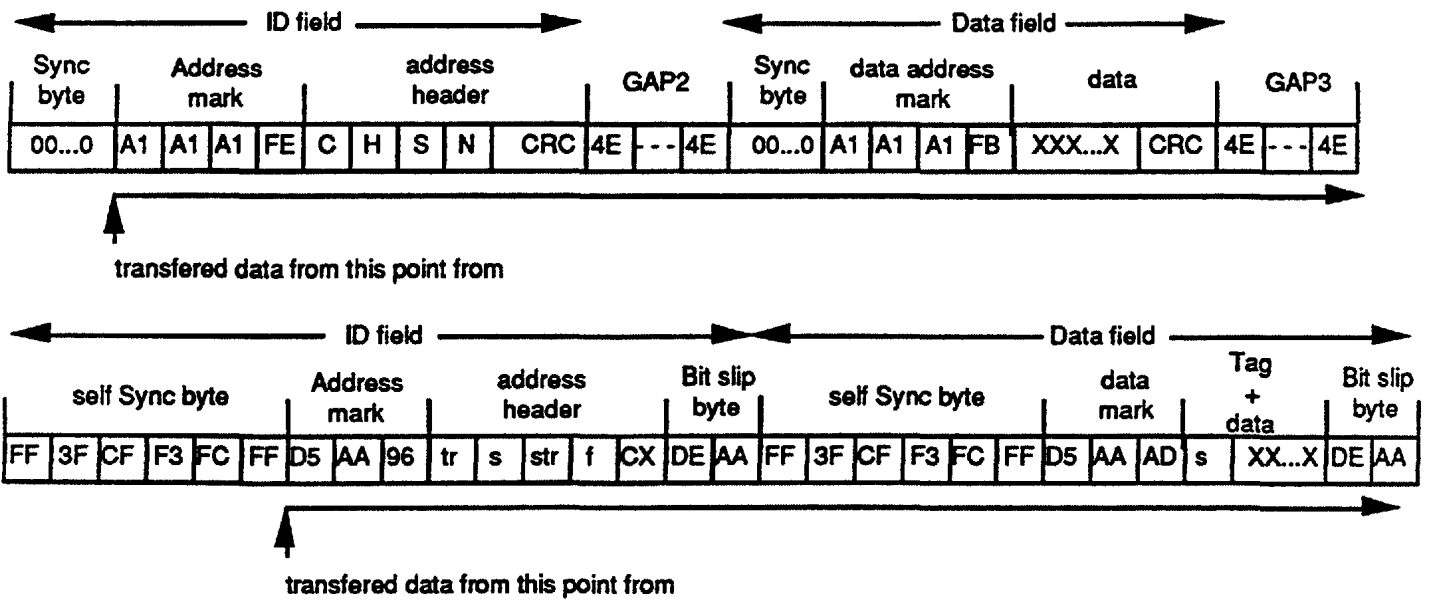 ID field Data field
Sync byte Address mark address header GAP2 Sync byte data address mark data GAP3
00...0 A1 A1 A1 FE C H S N CRC 4E - - - 4E 00...0 A1 A1 A1 FB XXX...X CRC 4E - - - 4E
transfered data from this point from
ID field Data field
self Sync byte Address mark address header Bit slip byte self Sync byte data mark Tag + data Bit slip byte
FF 3F CF F3 FC FF D5 AA 96 tr s str f CX DE AA FF 3F CF F3 FC FF D5 AA AD s XX...X DE AA
transfered data from this point from